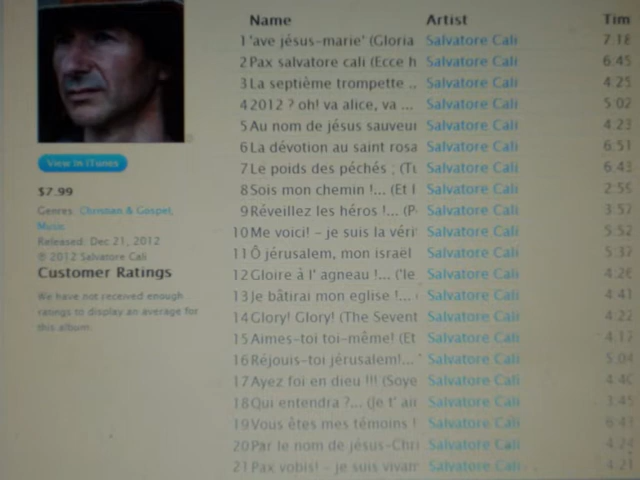 Name Artist Tim
1 'ave jésus-marie' (Gloria Salvatore Cali 7:18
2 Pax salvatore cali (Ecce h Salvatore Cali 6:45
3 La septième trompette .. Salvatore Cali 4:25
4 2012 ? oh! va alice, va ... Salvatore Cali 5:02
5 Au nom de jésus sauveur Salvatore Cali 4:23
6 La dévotion au saint rosa Salvatore Cali 6:51
7 Le poids des péchés ; (Tu Salvatore Cali 6:43
8 Sois mon chemin !... (Et l Salvatore Cali 2:59
9 Réveillez les héros !... (P Salvatore Cali 3:57
10 Me voici! - je suis la véri Salvatore Cali 5:52
11 Ô jérusalem, mon israël Salvatore Cali 5:37
12 Gloire à l' agneau !... ('le Salvatore Cali 4:26
13 Je bâtirai mon eglise !... Salvatore Cali 4:41
14 Glory! Glory! (The Sevent Salvatore Cali 4:22
15 Aimes-toi toi-même! (Et Salvatore Cali 4:17
16 Réjouis-toi jérusalem!... Salvatore Cali 5:04
17 Ayez foi en dieu !!! (Soye Salvatore Cali 4:40
18 Qui entendra ?... (Je t' air Salvatore Cali 3:45
19 Vous êtes mes témoins ! Salvatore Cali 6:43
20 Par le nom de jésus-Chri Salvatore Cali 4:24
21 Pax vobis! - je suis vivan Salvatore Cali 4:21
View In iTunes
$7.99
Genres: Christian & Gospel,
Music
Released: Dec 21, 2012
℗ 2012 Salvatore Cali
Customer Ratings
We have not received enough
ratings to display an average for
this album.